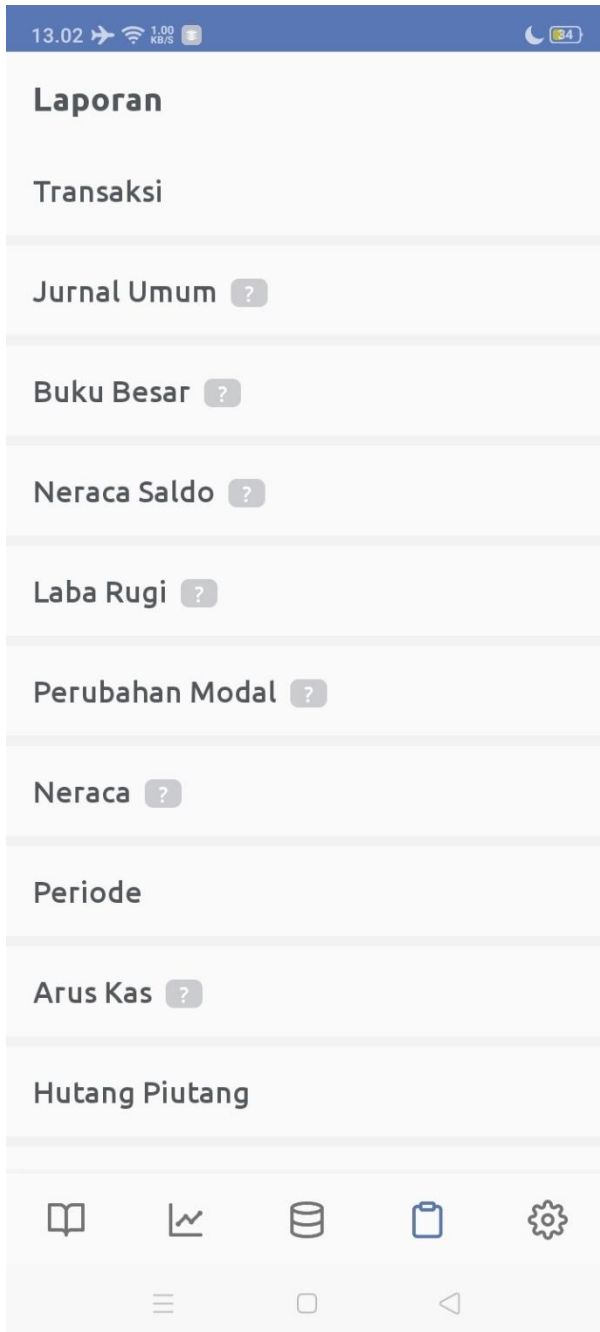 13.02 1.00 KB/S 34
Laporan
Transaksi
Jurnal Umum ?
Buku Besar ?
Neraca Saldo ?
Laba Rugi ?
Perubahan Modal ?
Neraca ?
Periode
Arus Kas ?
Hutang Piutang